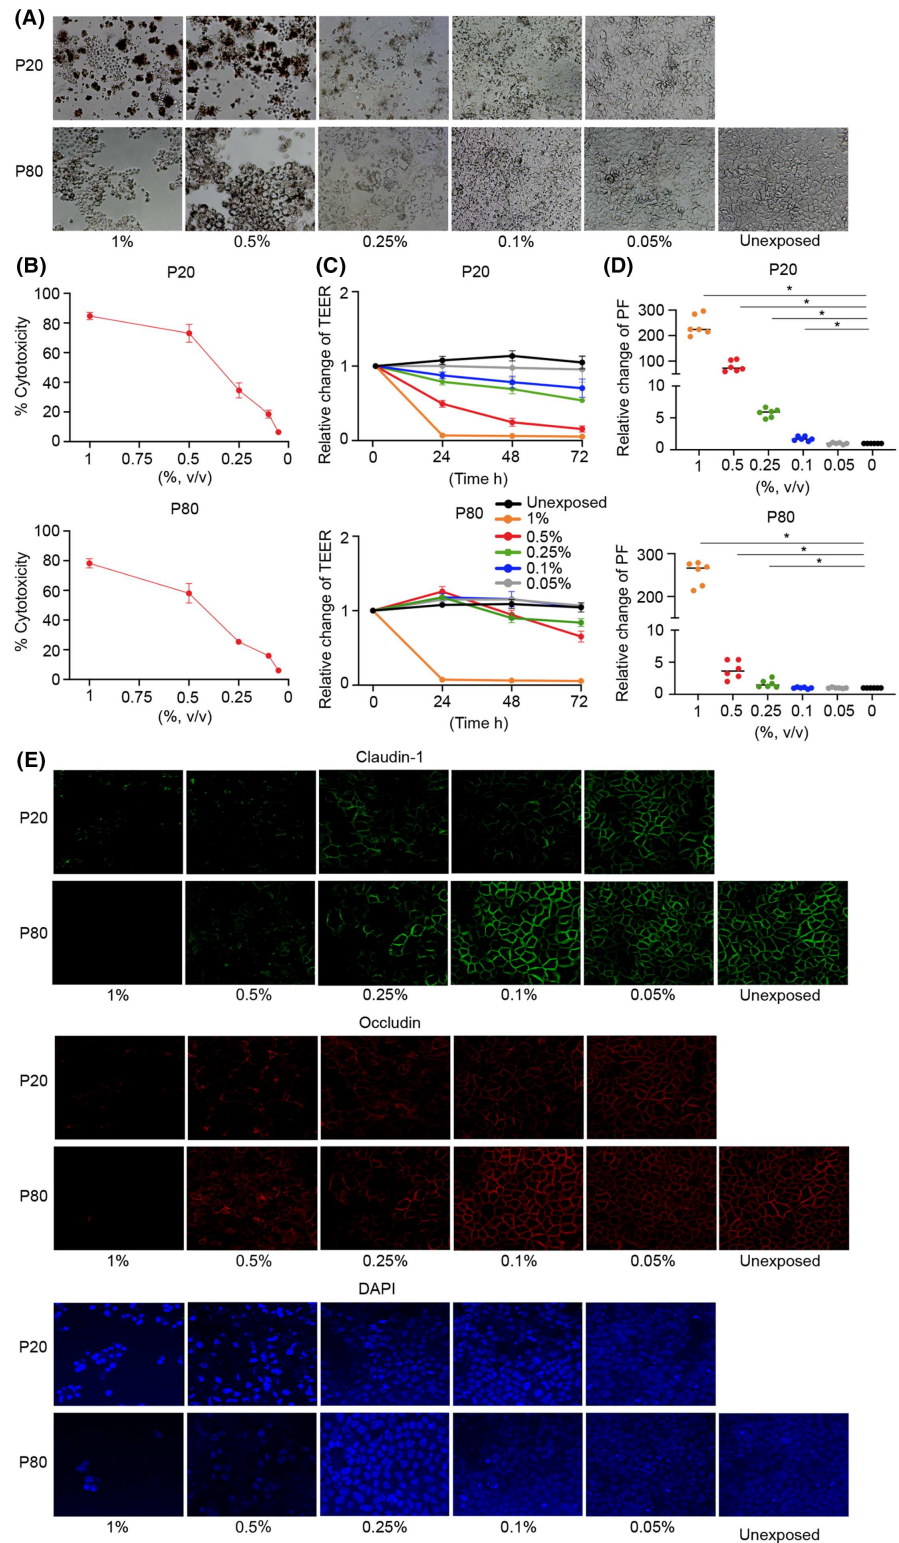 (A)
P20
P80
1% 0.5% 0.25% 0.1% 0.05% Unexposed
(B)
P20
% Cytotoxicity
100
80
60
40
20
0
1 0.75 0.5 0.25 0
(%, v/v)
P80
% Cytotoxicity
100
80
60
40
20
0
1 0.75 0.5 0.25 0
(%, v/v)
(C)
P20
Relative change of TEER
2
1
0
0 24 48 72
(Time h)
P80
Unexposed
1%
0.5%
0.25%
0.1%
0.05%
Relative change of TEER
2
1
0
0 24 48 72
(Time h)
(D)
P20
*
*
*
*
Relative change of PF
300
200
100
10
5
0
1 0.5 0.25 0.1 0.05 0
(%, v/v)
P80
*
*
*
Relative change of PF
300
200
10
5
0
1 0.5 0.25 0.1 0.05 0
(%, v/v)
(E)
Claudin-1
P20
P80
1% 0.5% 0.25% 0.1% 0.05% Unexposed
Occludin
P20
P80
1% 0.5% 0.25% 0.1% 0.05% Unexposed
DAPI
P20
P80
1% 0.5% 0.25% 0.1% 0.05% Unexposed